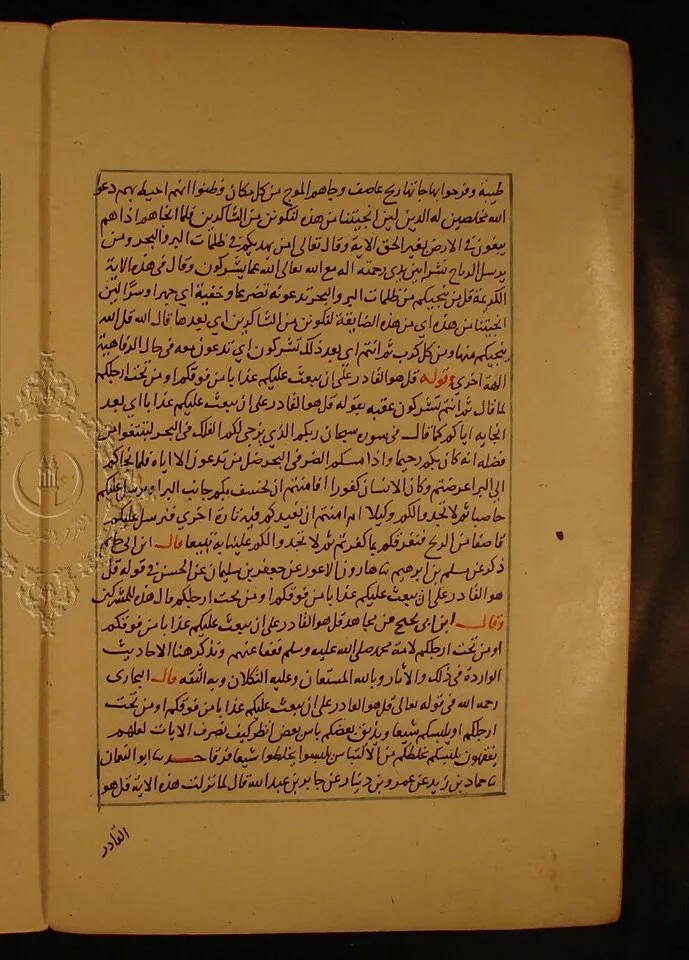 طيبة وفرحوا بها جاءتها ريح عاصف وجاءهم الموج من كل مكان وظنوا انهم احيط بهم دعوا
الله مخلصين له الدين لين انجيتنا من هذه لنكونن من الشاكرين فلما انجاهم اذا هم
يبغون في الارض بغير الحق الاية وقال تعالى امن يهديكم في ظلمات البر والبحر ومن
يرسل الرياح نشرا بين يدي رحمته اله مع الله تعالى الله عما يشركون وقال في هذه الاية
الكريمة قل من ينجيكم من ظلمات البر والبحر تدعونه تضرعا وخفية اي جهرا وسرا لين
انجيتنا من هذه اي من هذه الضايقة لنكونن من الشاكرين اي بعدها قال الله قل الله
ينجيكم منها ومن كل كرب ثم انتم اي بعد ذلك تشركون اي تدعون معه في حال الرفاهية
الهة اخرى وقوله قل هو القادر على ان يبعث عليكم عذابا من فوقكم او من تحت ارجلكم
لما قال ثم انتم تشركون عقبه بقوله قل هو القادر على ان يبعث عليكم عذابا اي بعد
انجايه اياكم كما قال في سورة سبحان ربكم الذي يزجي لكم الفلك في البحر لتبتغوا من
فضله انه كان بكم رحيما واذا مسكم الضر في البحر ضل من تدعون الا اياه فلما نجاكم
الى البر اعرضتم وكان الانسان كفورا افامنتم ان يخسف بكم جانب البر او يرسل عليكم
حاصبا ثم لا تجدوا لكم وكيلا ام امنتم ان يعيدكم فيه تارة اخرى فيرسل عليكم
قاصفا من الريح فيغرقكم بما كفرتم ثم لا تجدوا لكم علينا به تبيعا قال ابن ابي حاتم
ذكر عن مسلم بن ابرهيم ثنا هارون الاعور عن جعفر بن سليمان عن الحسن في قوله قل
هو القادر على ان يبعث عليكم عذابا من فوقكم او من تحت ارجلكم قال هذه للمشركين
وقال ابن ابي نجيح عن مجاهد قل هو القادر على ان يبعث عليكم عذابا من فوقكم
او من تحت ارجلكم لامة محمد صلى الله عليه وسلم فعفا عنهم ونذكر هنا الاحاديث
الواردة في ذلك والاثار وبالله المستعان وعليه التكلان وبه الثقة قال البخارى
رحمه الله في قوله تعالى قل هو القادر على ان يبعث عليكم عذابا من فوقكم او من تحت
ارجلكم او يلبسكم شيعا ويذيق بعضكم باس بعض انظر كيف نصرف الايات لعلهم
يفقهون يلبسكم يخلطكم من الالتباس يلبسوا يخلطوا شيعا فرقا حدثنا ابو النعمان
ثنا حماد بن زيد عن عمرو بن دينار عن جابر بن عبد الله قال لما نزلت هذه الاية قل هو
القادر